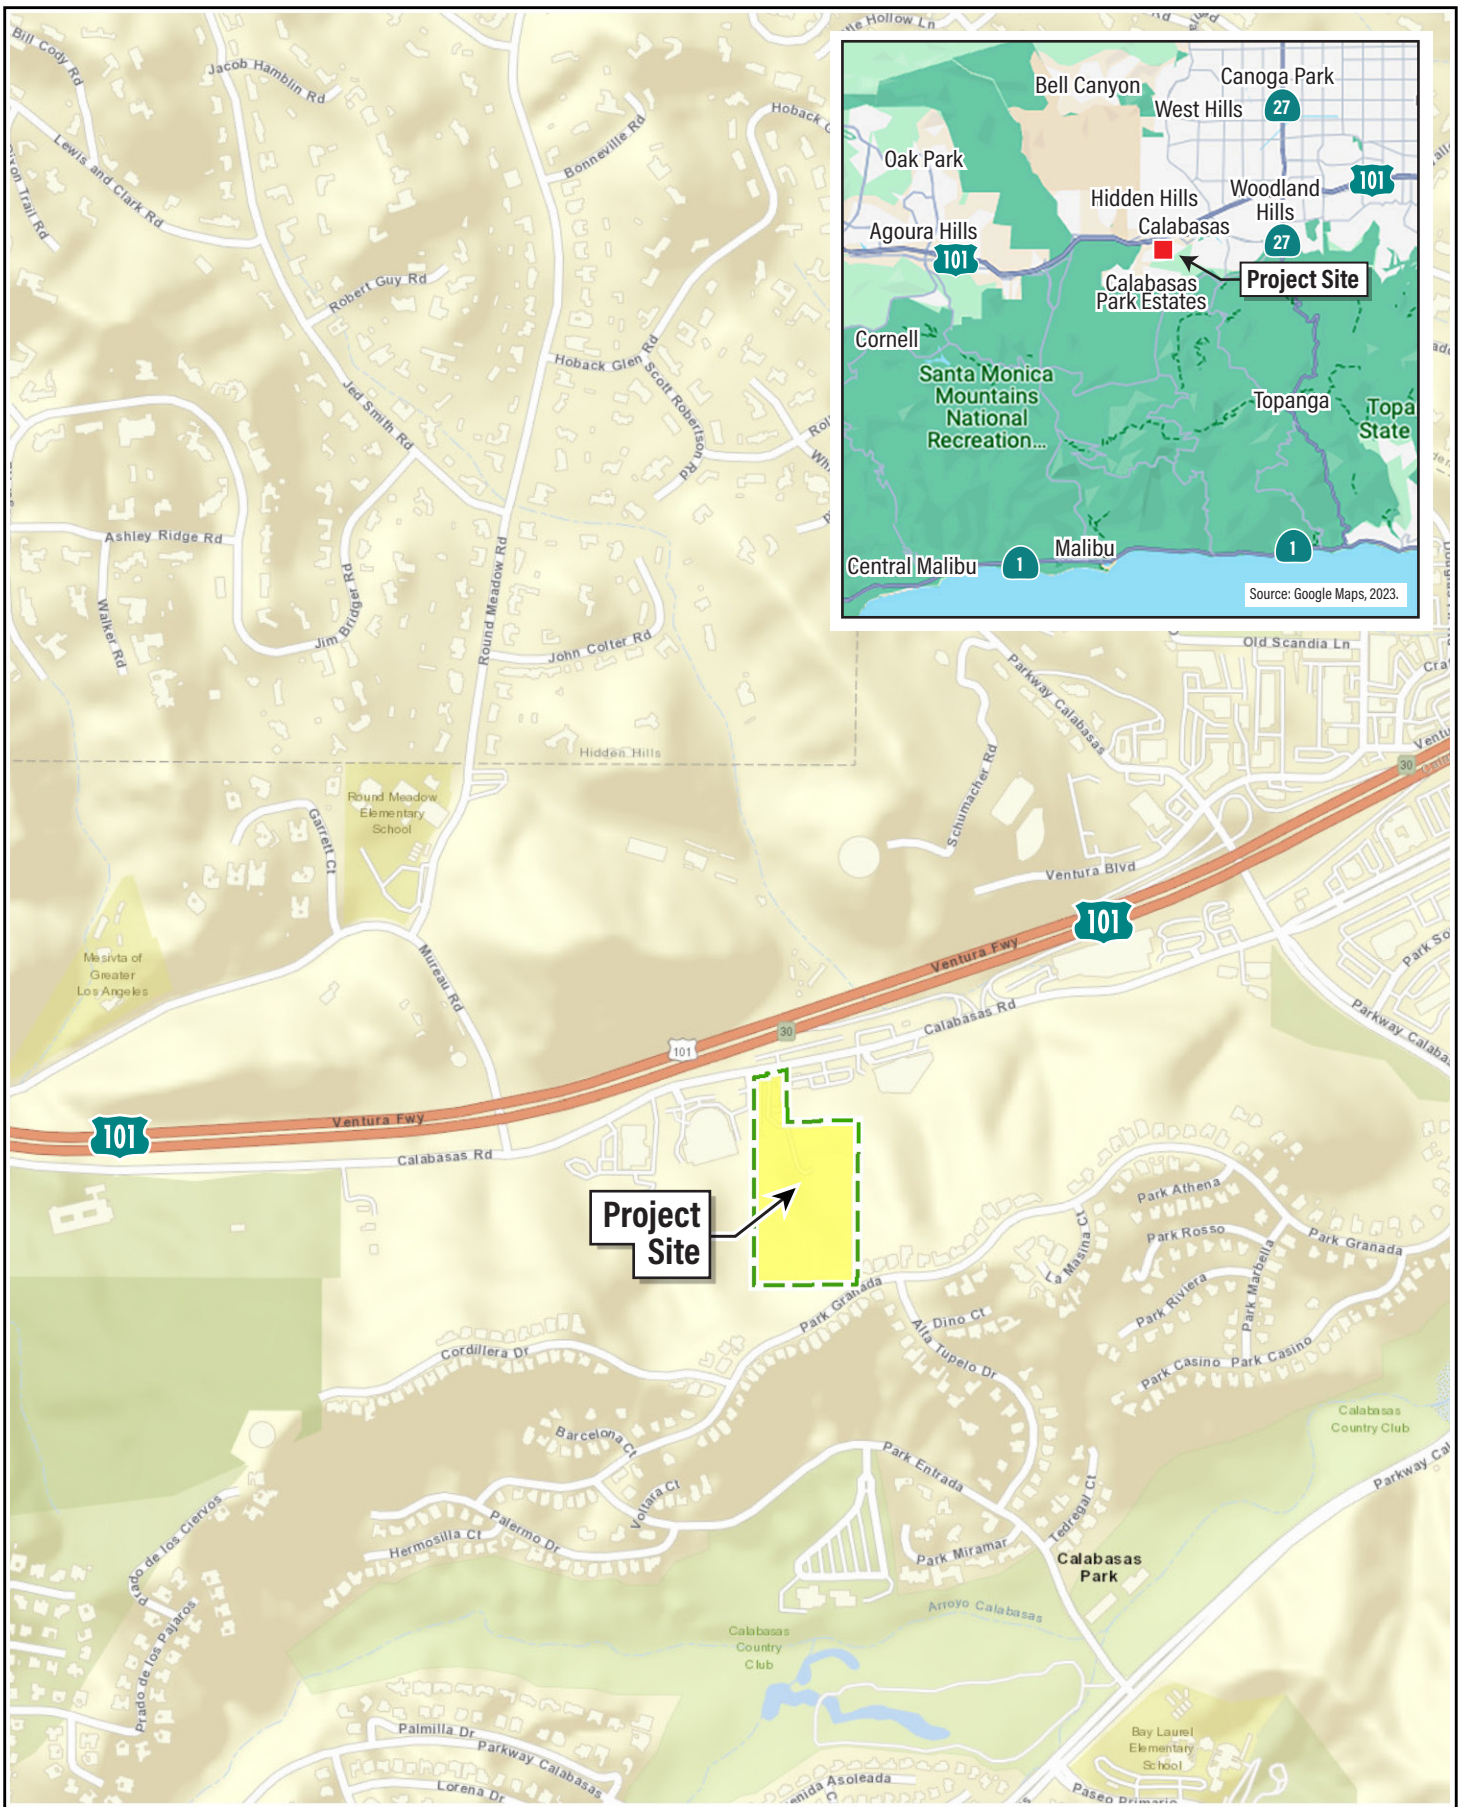 Bill Cody Rd
Jacob Hamblin Rd
Lewis and Clark Rd
Trail Rd
Bonneville Rd
Hollow Ln
Rd
Hoback
Robert Guy Rd
Hoback Glen Rd
Scott Robertson Rd
Jed Smith Rd
Ashley Ridge Rd
Walker Rd
Jim Bridger Rd
Round Meadow Rd
John Colter Rd
Hidden Hills
Bell Canyon
Canoga Park
West Hills
27
Oak Park
101
Hidden Hills
Woodland
Hills
Calabasas
27
Agoura Hills
101
Project Site
Calabasas
Park Estates
Cornell
Santa Monica
Mountains
National
Recreation...
Topanga
Topa
State
Malibu
Central Malibu
1
1
Source: Google Maps, 2023.
Old Scandia Ln
Parkway Calabasas
Schumacher Rd
Ventura Blvd
30
Round Meadow
Elementary
School
Garrett Ct
Mesivta of
Greater
Los Angeles
Mureau Rd
Ventura Fwy
101
Calabasas Rd
30
101
Park So
Parkway Calaba
Ventura Fwy
101
Calabasas Rd
Project
Site
Park Athena
Park Rosso
Park Granada
La Masina Ct
Park Marbella
Park Riviera
Park Granada
Dino Ct
Alta Tupelo Dr
Park Casino
Park Casino
Cordillera Dr
Calabasas
Country Club
Barcelona Ct
Park Entrada
Parkway Cal
Voltara Ct
Tedregal Ct
Palermo Dr
Hermosilla Ct
Park Miramar
Calabasas
Park
Prado de los Ciervos
Prado de los Pajaros
Arroyo Calabasas
Calabasas
Country
Club
Bay Laurel
Elementary
School
Palmilla Dr
Parkway Calabasas
Lorena Dr
enida Asoleada
Paseo Primario